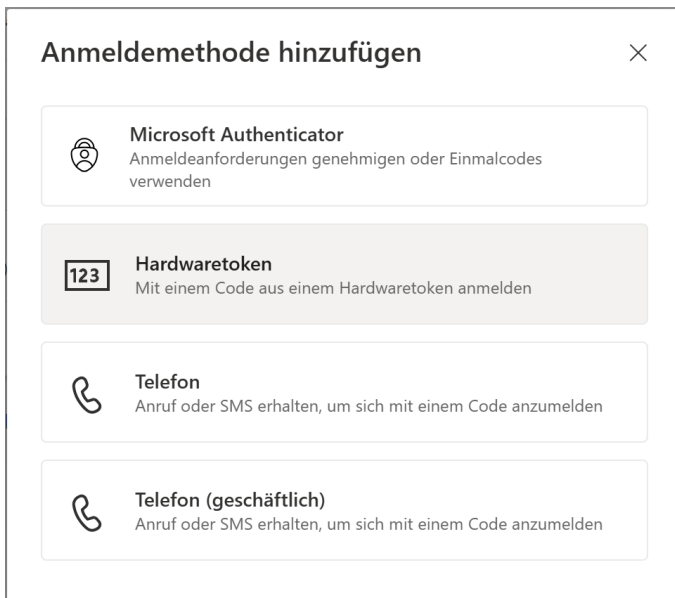 Anmeldemethode hinzufügen
Microsoft Authenticator
Anmeldeanforderungen genehmigen oder Einmalcodes
verwenden
123
Hardwaretoken
Mit einem Code aus einem Hardwaretoken anmelden
Telefon
Anruf oder SMS erhalten, um sich mit einem Code anzumelden
Telefon (geschäftlich)
Anruf oder SMS erhalten, um sich mit einem Code anzumelden